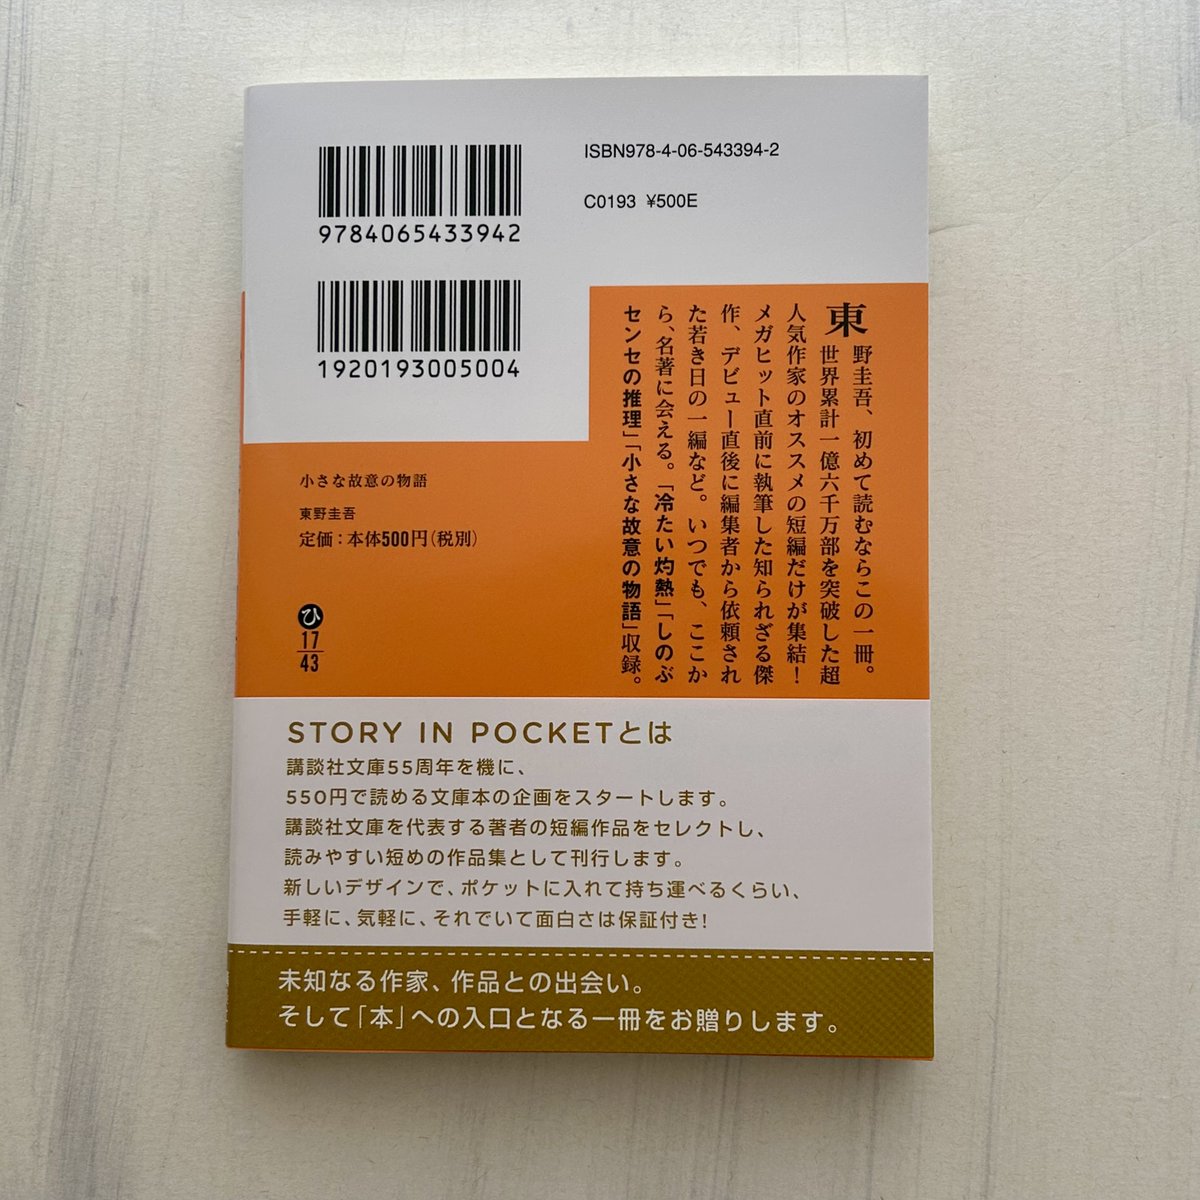 9784065433942
ISBN978-4-06-543394-2
C0193 ¥500E
1920193005004
東野圭吾、初めて読むならこの一冊。
世界累計一億六千万部を突破した超
人気作家のオススメの短編だけが集結!
メガヒット直前に執筆した知られざる傑
作、デビュー直後に編集者から依頼され
た若き日の一編など。いつでも、ここか
ら、名著に会える。「冷たい灼熱」「しのぶ
センセの推理」「小さな故意の物語」収録。
小さな故意の物語
東野圭吾
定価:本体500円(税別)
ひ
17
43
STORY IN POCKETとは
講談社文庫55周年を機に、
550円で読める文庫本の企画をスタートします。
講談社文庫を代表する著者の短編作品をセレクトし、
読みやすい短めの作品集として刊行します。
新しいデザインで、ポケットに入れて持ち運べるくらい、
手軽に、気軽に、それでいて面白さは保証付き!
未知なる作家、作品との出会い。
そして「本」への入口となる一冊をお贈りします。